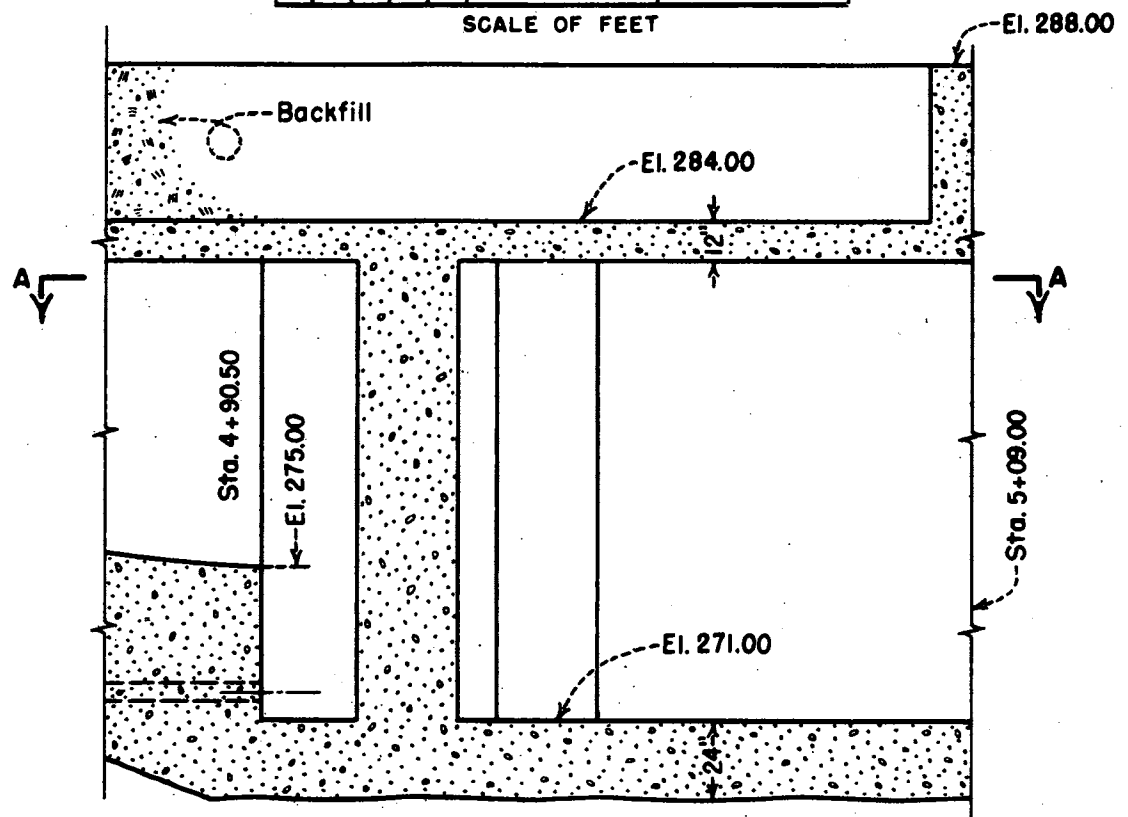 SCALE OF FEET
El. 288.00
Backfill
El. 284.00
12"
A
A
Sta. 4+90.50
El. 275.00
Sta. 5+09.00
El. 271.00
24"